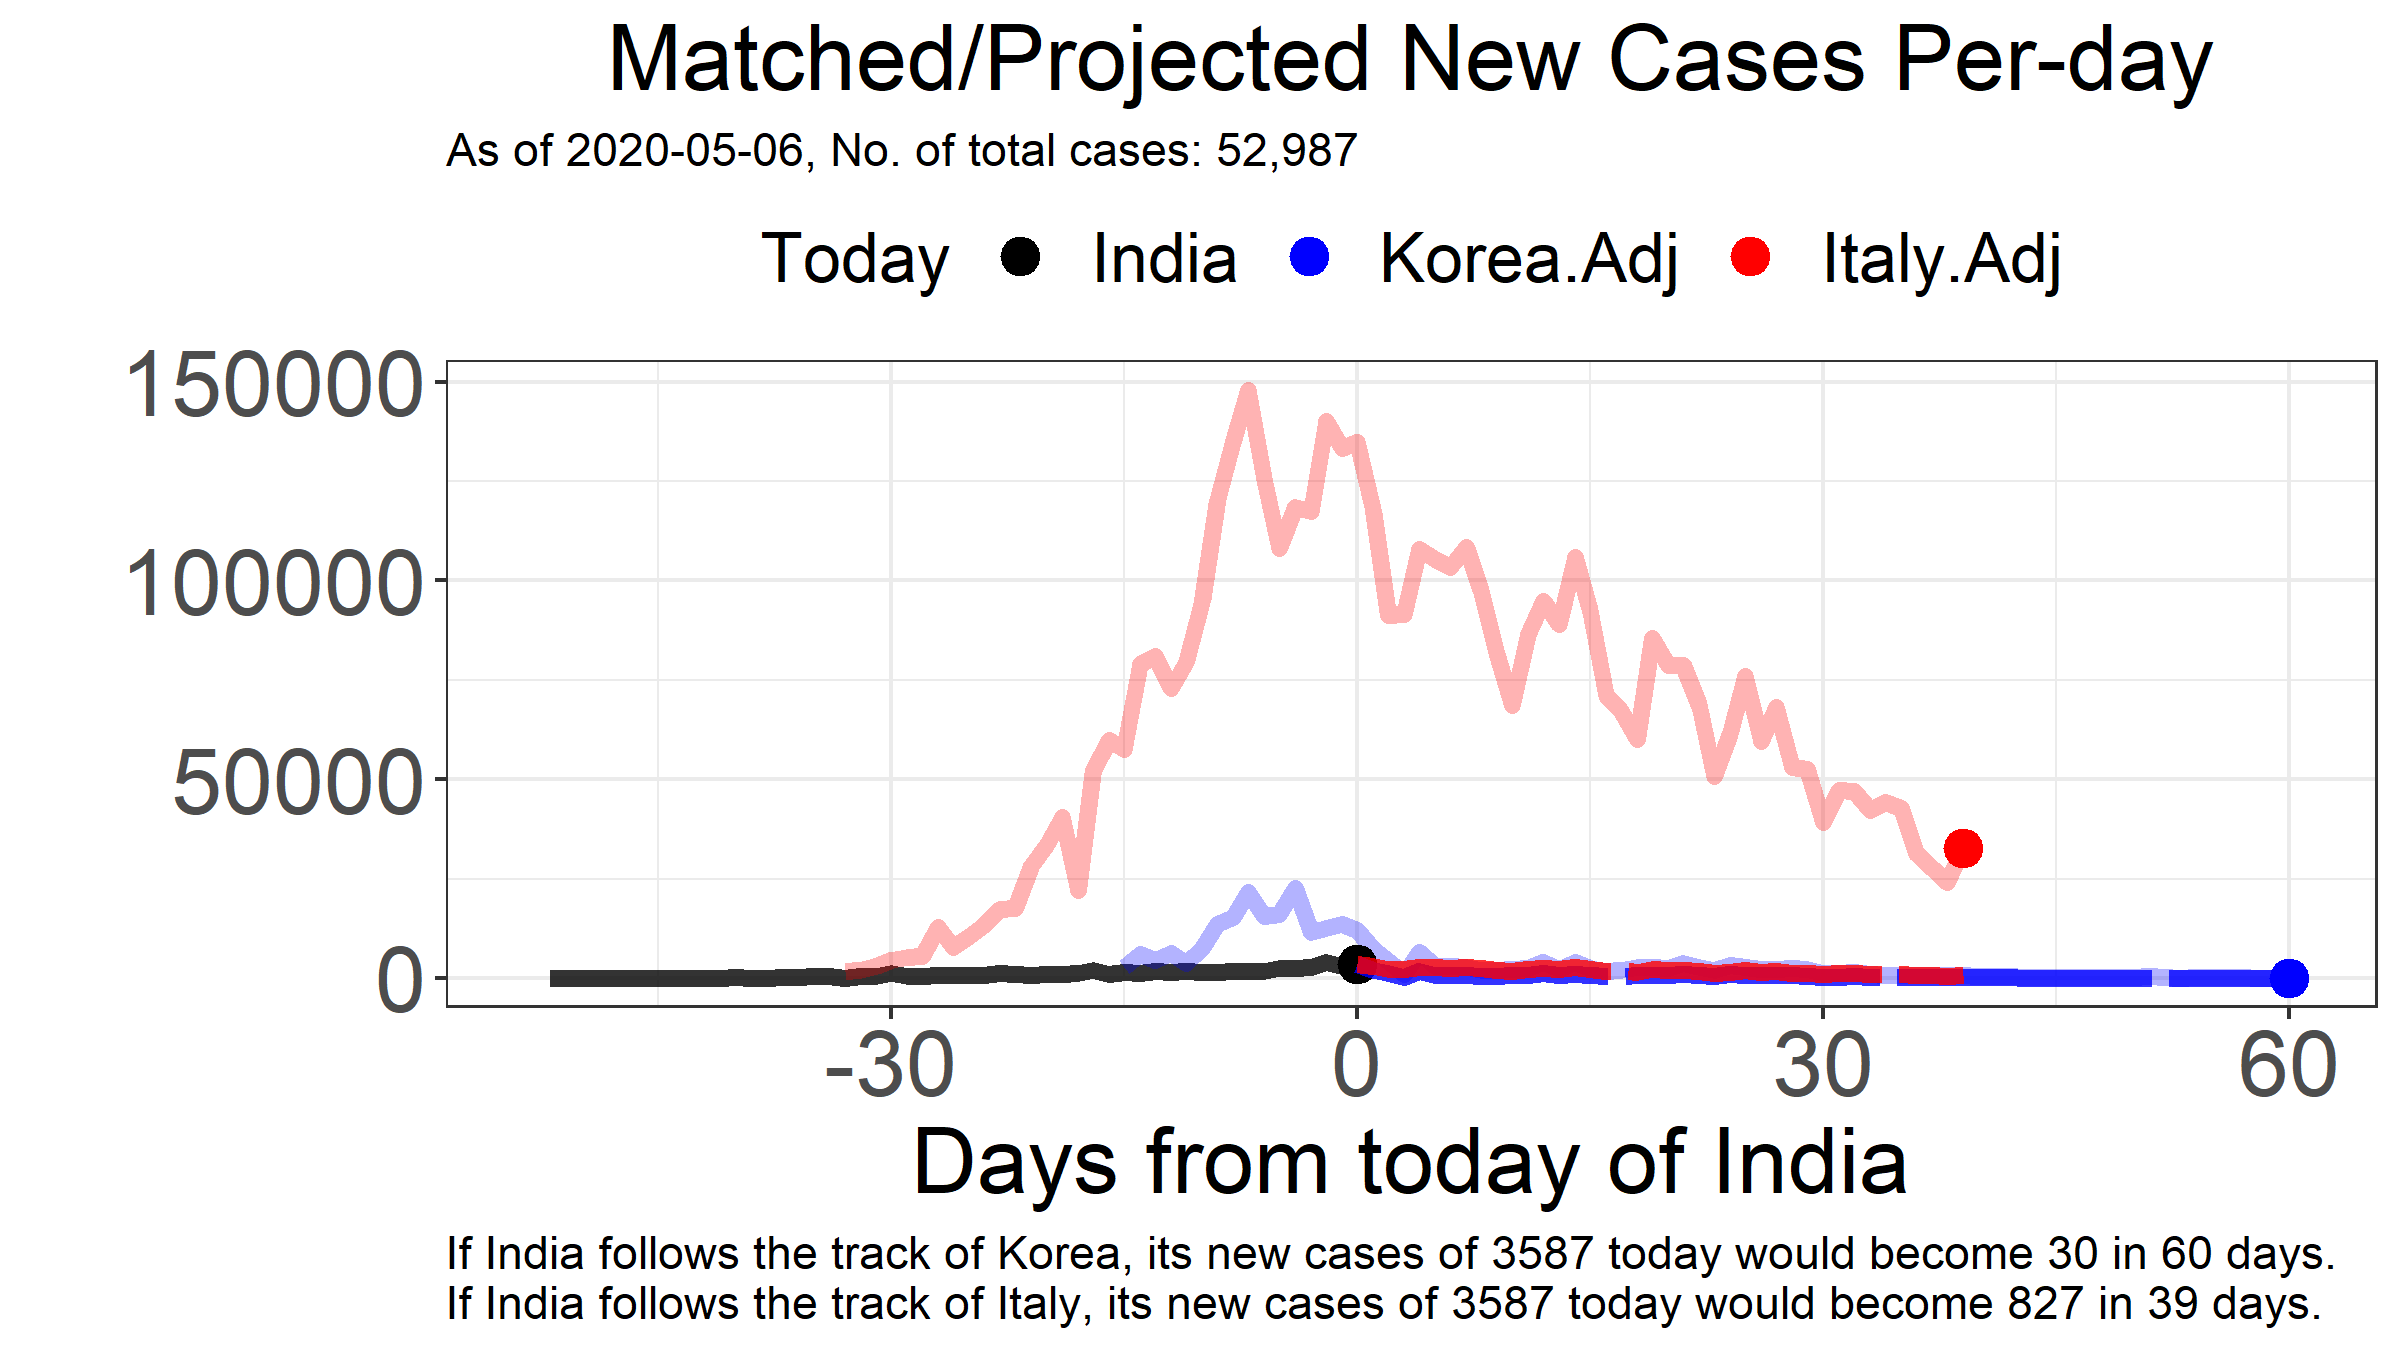 Matched/Projected New Cases Per-day
As of 2020-05-06, No. of total cases: 52,987
Today India Korea.Adj Italy.Adj
150000
100000
50000
0
-30 0 30 60
Days from today of India
If India follows the track of Korea, its new cases of 3587 today would become 30 in 60 days.
If India follows the track of Italy, its new cases of 3587 today would become 827 in 39 days.